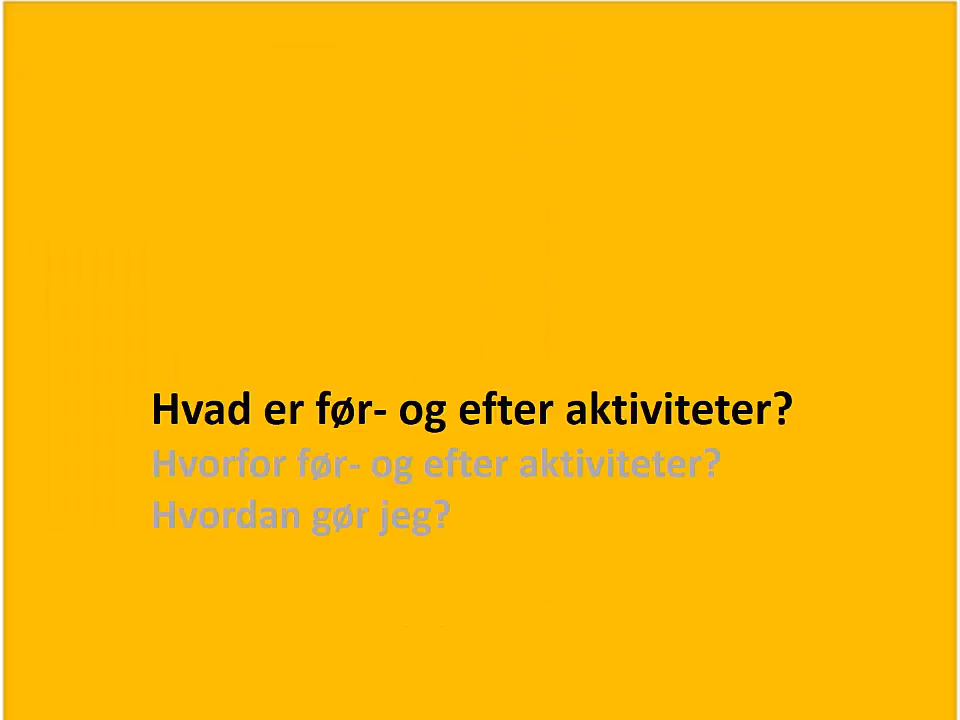 Hvad er før- og efter aktiviteter?
Hvorfor før- og efter aktiviteter?
Hvordan gør jeg?